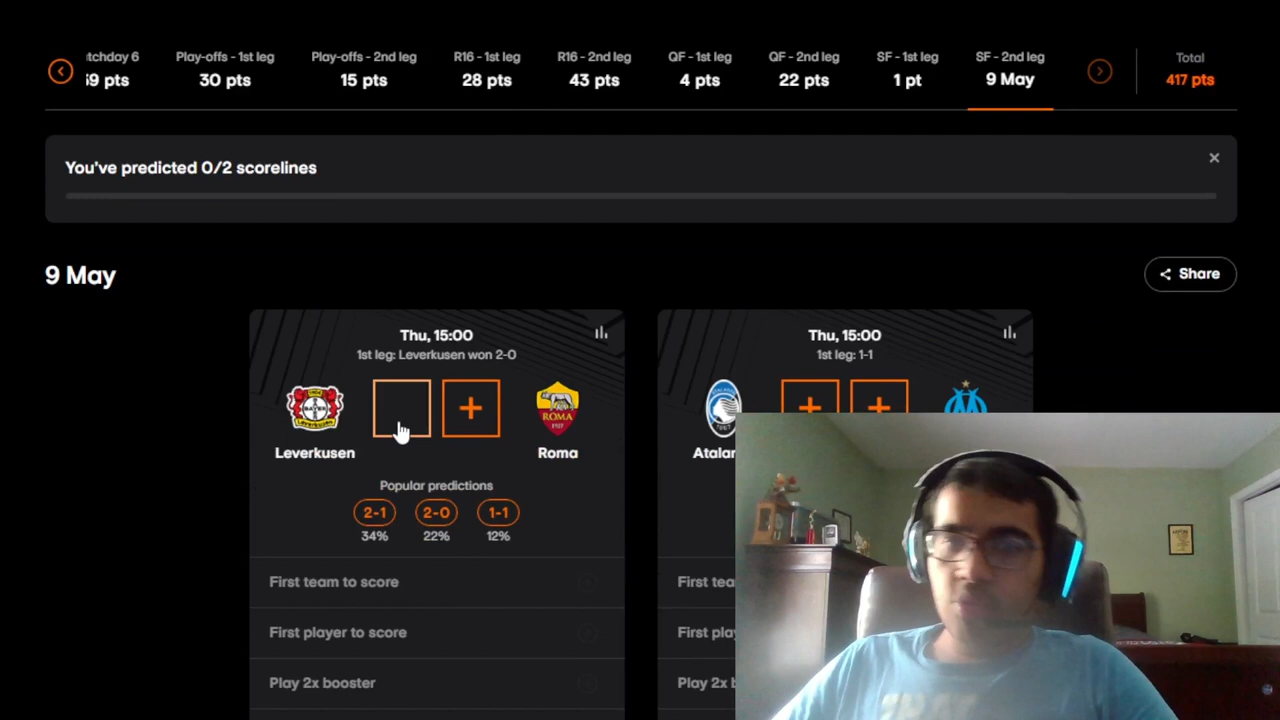 tchday 6 Play-offs - 1st leg Play-offs - 2nd leg R16 - 1st leg R16 - 2nd leg QF - 1st leg QF - 2nd leg SF - 1st leg SF - 2nd leg Total
59 pts 30 pts 15 pts 28 pts 43 pts 4 pts 22 pts 1 pt 9 May 417 pts
You've predicted 0/2 scorelines
9 May
Share
Thu, 15:00
1st leg: Leverkusen won 2-0
ROMA
Leverkusen Roma
Popular predictions
2-1 2-0 1-1
34% 22% 12%
First team to score
First player to score
Play 2x booster
Thu, 15:00
1st leg: 1-1
Atalan
First tea
First play
Play 2x b